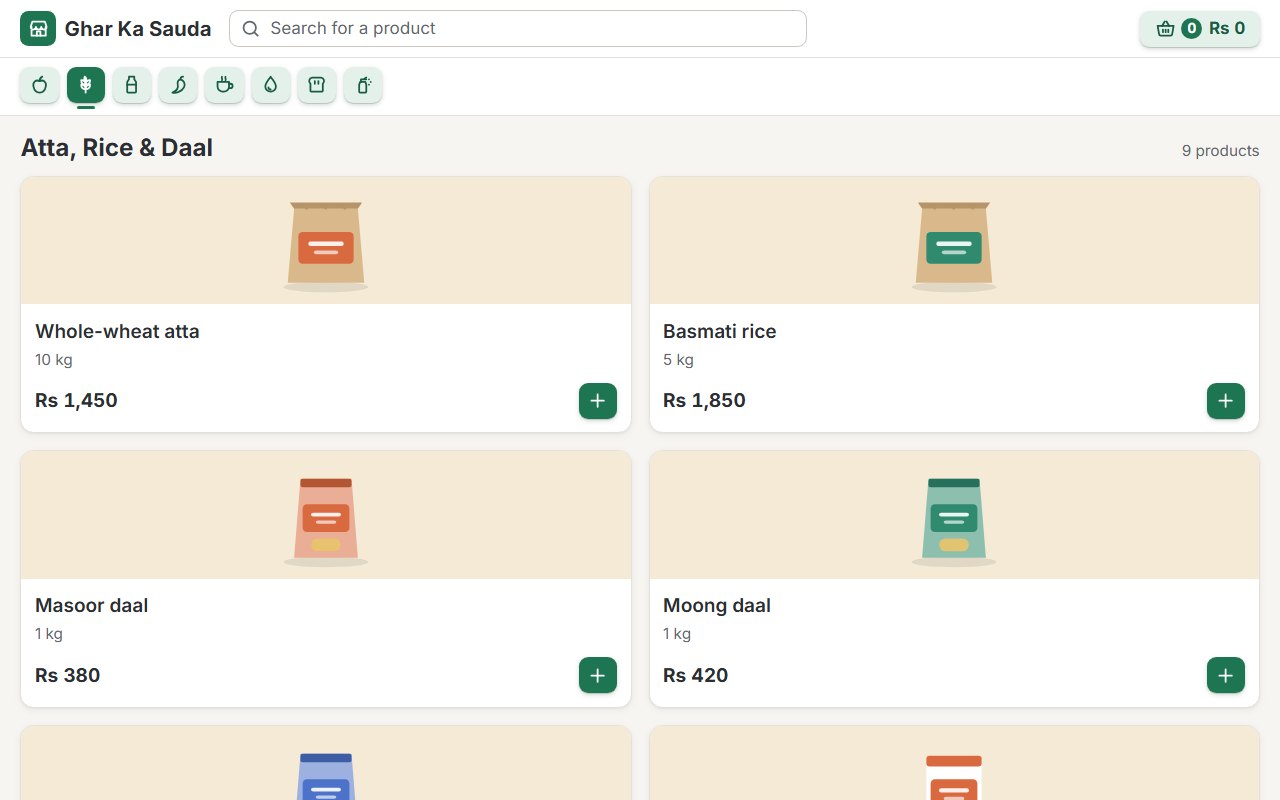 Ghar Ka Sauda
Search for a product
0 Rs 0
Atta, Rice & Daal
9 products
Whole-wheat atta
10 kg
Rs 1,450
Basmati rice
5 kg
Rs 1,850
Masoor daal
1 kg
Rs 380
Moong daal
1 kg
Rs 420